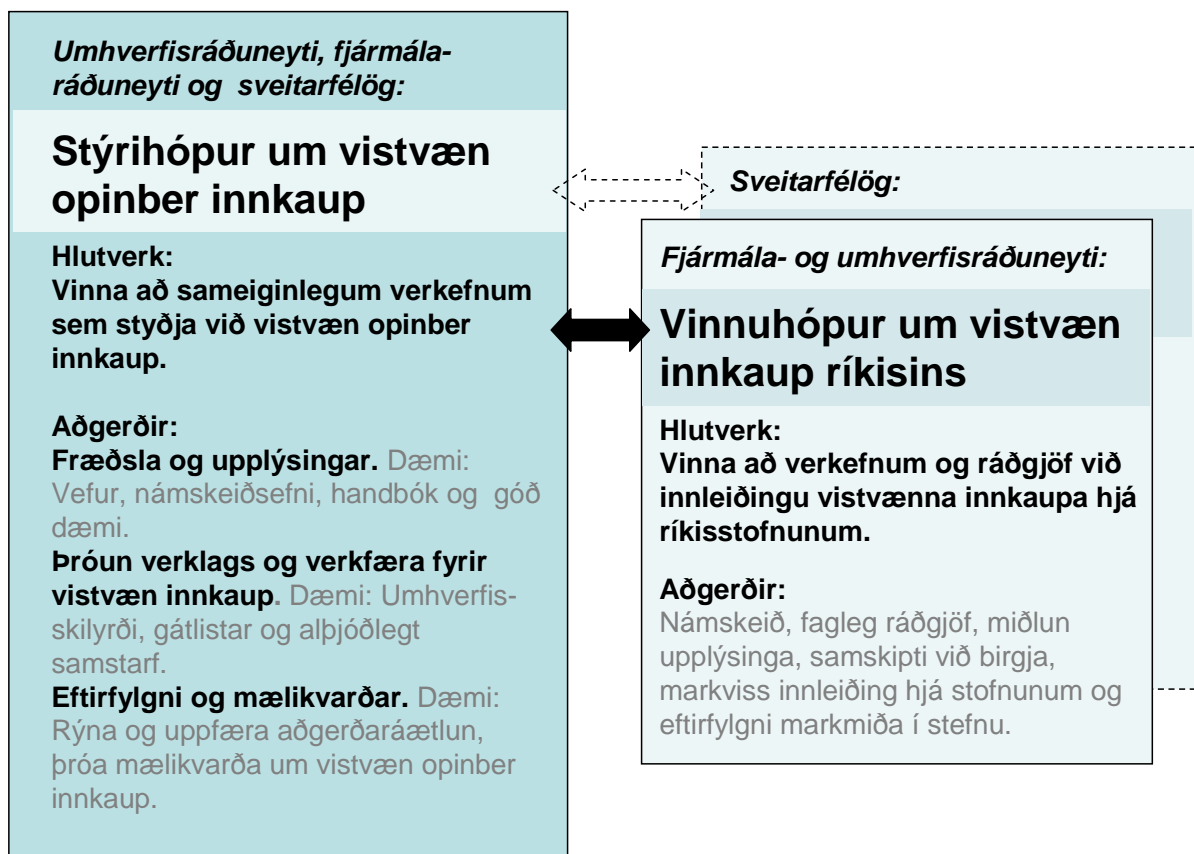 Umhverfisráðuneyti, fjármála-
ráðuneyti og sveitarfélög:
Stýrihópur um vistvæn
opinber innkaup
Hlutverk:
Vinna að sameiginlegum verkefnum
sem styðja við vistvæn opinber
innkaup.
Aðgerðir:
Fræðsla og upplýsingar. Dæmi:
Vefur, námskeiðsefni, handbók og góð
dæmi.
Þróun verklags og verkfæra fyrir
vistvæn innkaup. Dæmi: Umhverfis-
skilyrði, gátlistar og alþjóðlegt
samstarf.
Eftirfylgni og mælikvarðar. Dæmi:
Rýna og uppfæra aðgerðaráætlun,
þróa mælikvarða um vistvæn opinber
innkaup.
Sveitarfélög:
Fjármála- og umhverfisráðuneyti:
Vinnuhópur um vistvæn
innkaup ríkisins
Hlutverk:
Vinna að verkefnum og ráðgjöf við
innleiðingu vistvænna innkaupa hjá
ríkisstofnunum.
Aðgerðir:
Námskeið, fagleg ráðgjöf, miðlun
upplýsinga, samskipti við birgja,
markviss innleiðing hjá stofnunum og
eftirfylgni markmiða í stefnu.